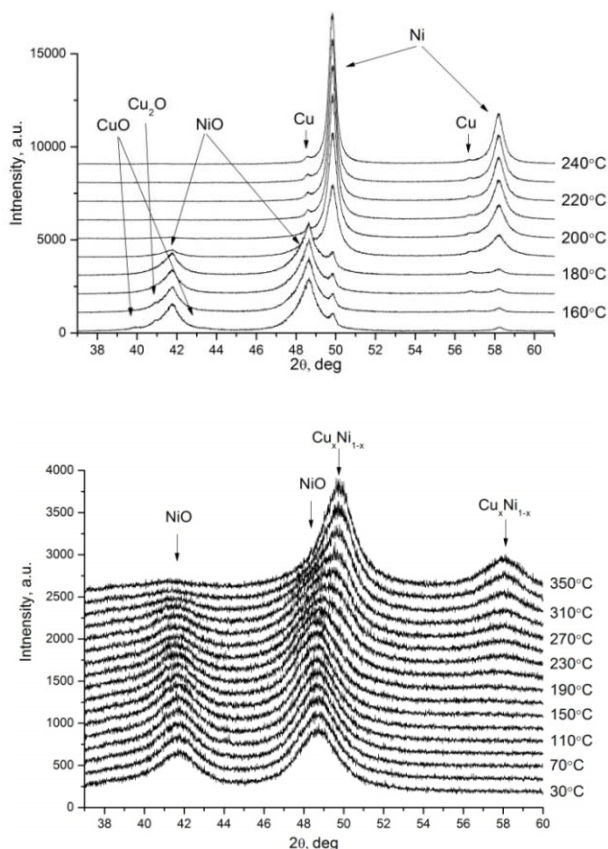 15000
10000
5000
0
Intnensity, a.u.
CuO
Cu₂O
NiO
Cu
Ni
Cu
240°C
220°C
200°C
180°C
160°C
38 40 42 44 46 48 50 52 54 56 58 60
2θ, deg
4000
3500
3000
2500
2000
1500
1000
500
0
Intnensity, a.u.
NiO
NiO
CuₓNi₁₋ₓ
CuₓNi₁₋ₓ
350°C
310°C
270°C
230°C
190°C
150°C
110°C
70°C
30°C
38 40 42 44 46 48 50 52 54 56 58 60
2θ, deg